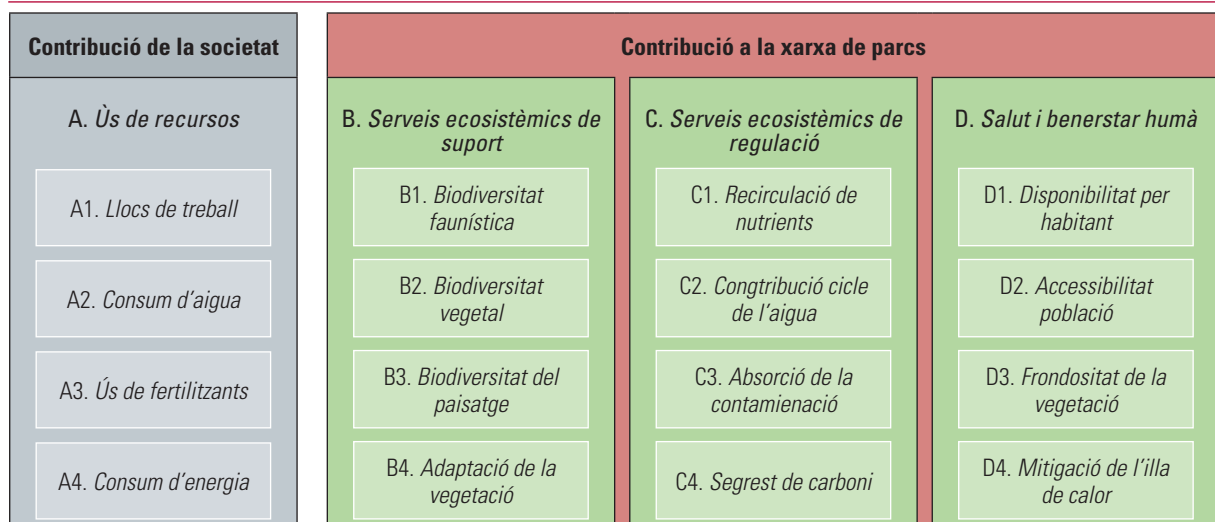 Contribució de la societat
A. Ùs de recursos
A1. Llocs de treball
A2. Consum d'aigua
A3. Ús de fertilitzants
A4. Consum d'energia
Contribució a la xarxa de parcs
B. Serveis ecosistèmics de
suport
B1. Biodiversitat
faunística
B2. Biodiversitat
vegetal
B3. Biodiversitat del
paisatge
B4. Adaptació de la
vegetació
C. Serveis ecosistèmics de
regulació
C1. Recirculació de
nutrients
C2. Congtribució cicle
de l'aigua
C3. Absorció de la
contamienació
C4. Segrest de carboni
D. Salut i benerstar humà
D1. Disponibilitat per
habitant
D2. Accessibilitat
població
D3. Frondositat de la
vegetació
D4. Mitigació de l'illa
de calor